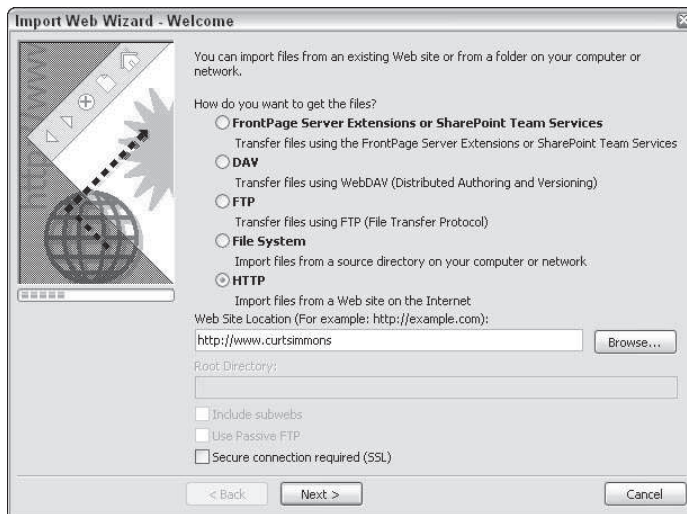 Import Web Wizard - Welcome
http://www
You can import files from an existing Web site or from a folder on your computer or
network.
How do you want to get the files?
FrontPage Server Extensions or SharePoint Team Services
Transfer files using the FrontPage Server Extensions or SharePoint Team Services
DAV
Transfer files using WebDAV (Distributed Authoring and Versioning)
FTP
Transfer files using FTP (File Transfer Protocol)
File System
Import files from a source directory on your computer or network
HTTP
Import files from a Web site on the Internet
Web Site Location (For example: http://example.com):
http://www.curtsimmons
Browse...
Root Directory:
Include subwebs
Use Passive FTP
Secure connection required (SSL)
< Back
Next >
Cancel